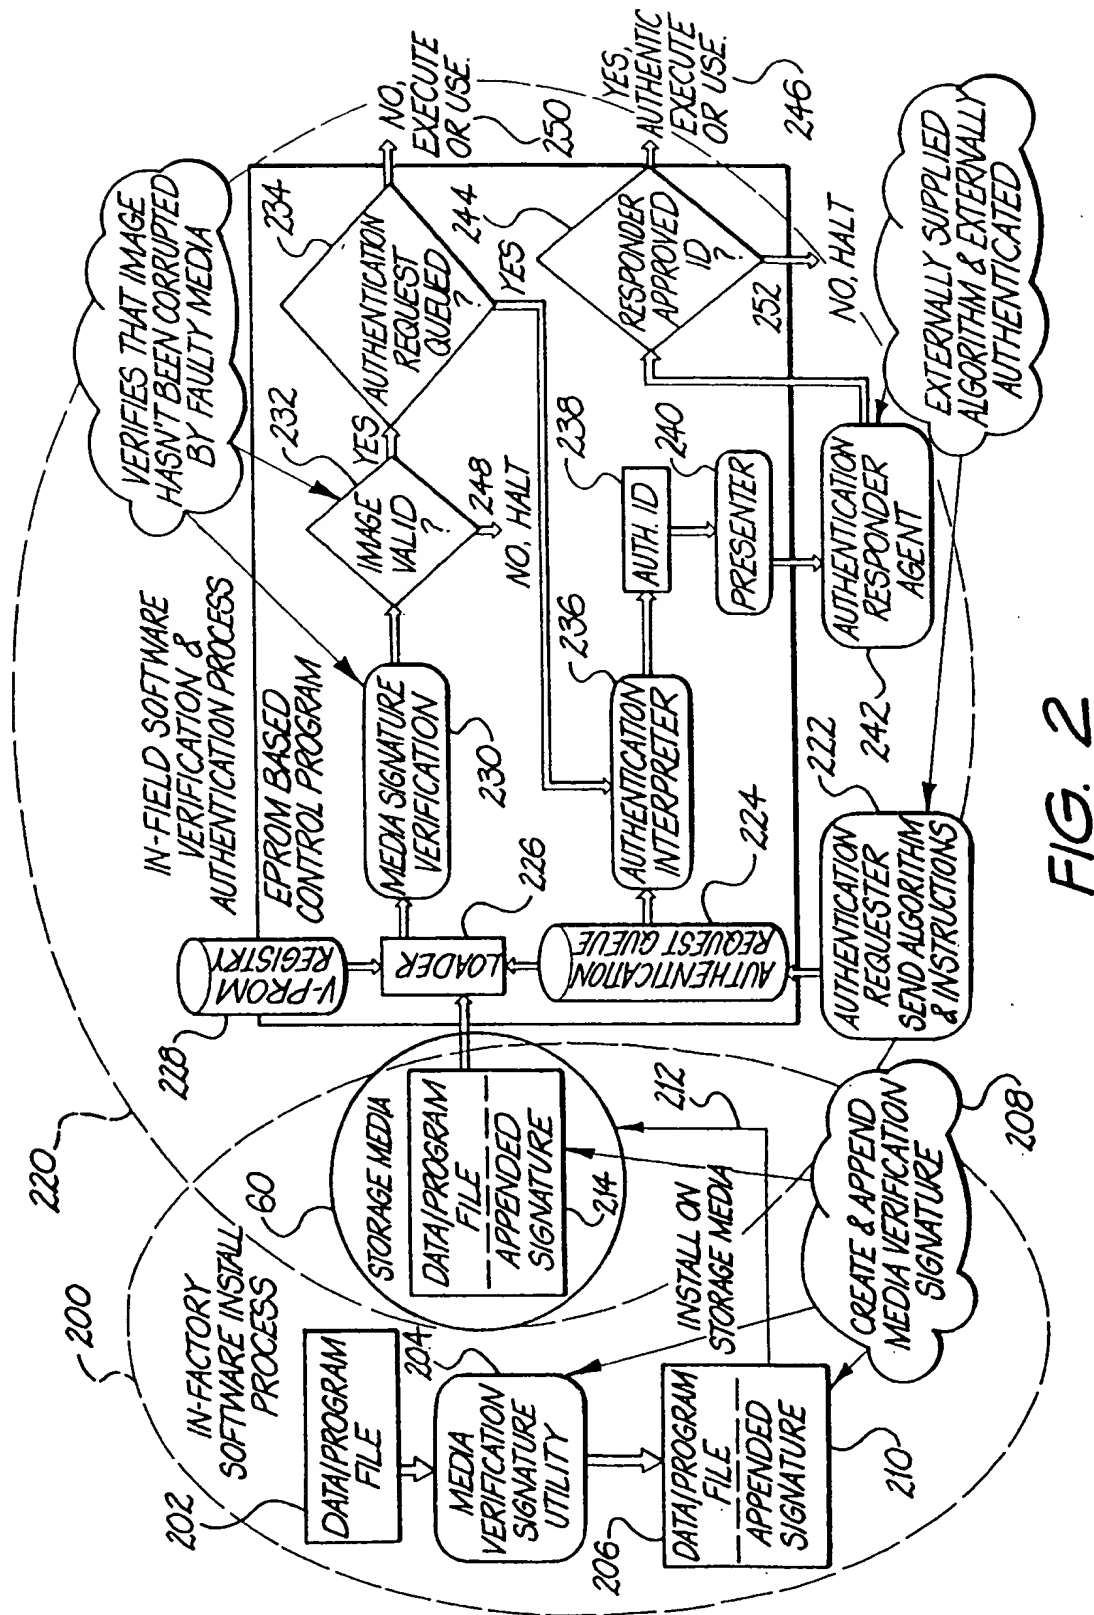 200
IN-FACTORY
SOFTWARE INSTALL
PROCESS
202
DATA/PROGRAM
FILE
204
MEDIA
VERIFICATION
SIGNATURE
UTILITY
206
DATA/PROGRAM
FILE
APPENDED
SIGNATURE
210
INSTALL ON
STORAGE MEDIA
212
CREATE & APPEND
MEDIA VERIFICATION
SIGNATURE
208
60
STORAGE MEDIA
DATA/PROGRAM
FILE
APPENDED
SIGNATURE
214
220
IN-FIELD SOFTWARE
VERIFICATION &
AUTHENTICATION PROCESS
228
V-PROM
REGISTRY
EPROM BASED
CONTROL PROGRAM
LOADER
226
AUTHENTICATION
REQUEST QUEUE
224
AUTHENTICATION
REQUESTER
SEND ALGORITHM
& INSTRUCTIONS
222
MEDIA SIGNATURE
VERIFICATION
230
VERIFIES THAT IMAGE
HASN'T BEEN CORRUPTED
BY FAULTY MEDIA
IMAGE
VALID
?
232
YES
248
NO, HALT
AUTHENTICATION
REQUEST
QUEUED
?
234
YES
NO,
EXECUTE
OR USE.
250
AUTHENTICATION
INTERPRETER
236
AUTH. ID
238
PRESENTER
240
AUTHENTICATION
RESPONDER
AGENT
242
RESPONDER
APPROVED
ID
?
244
YES,
AUTHENTIC
(EXECUTE
OR USE.
246
252
NO, HALT
EXTERNALLY SUPPLIED
ALGORITHM & EXTERNALLY
AUTHENTICATED
FIG. 2